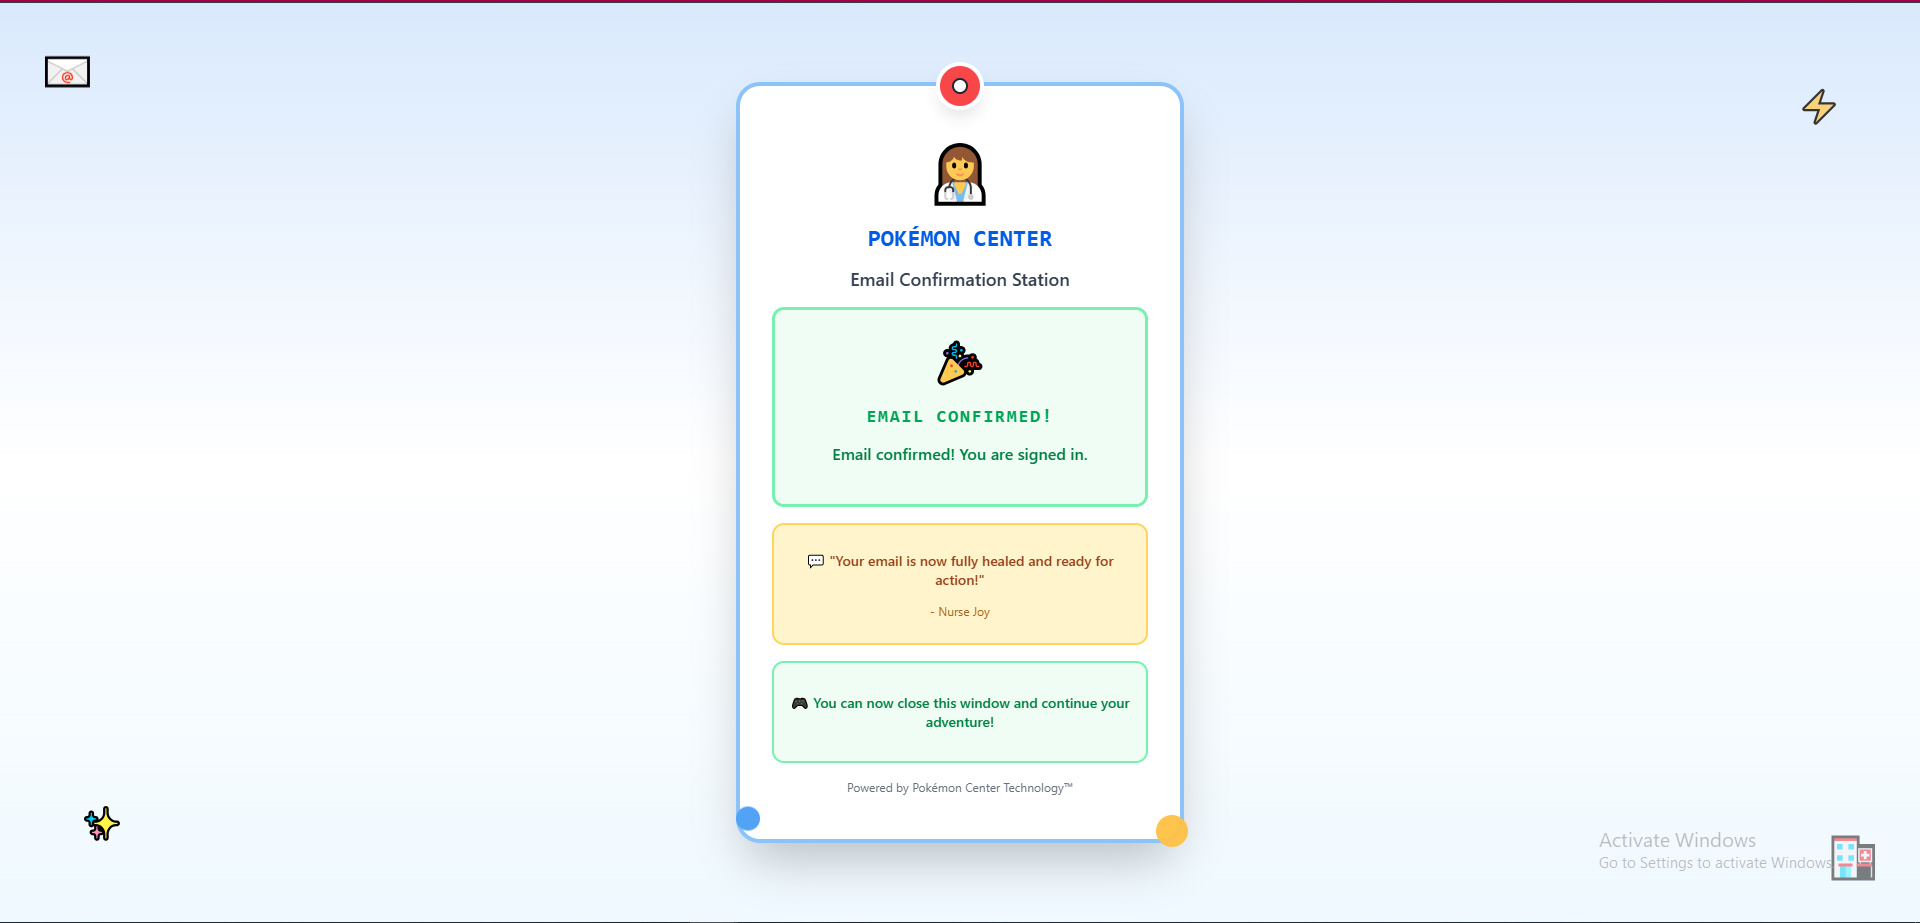 POKÉMON CENTER
Email Confirmation Station
EMAIL CONFIRMED!
Email confirmed! You are signed in.
💬 "Your email is now fully healed and ready for
action!"
- Nurse Joy
🎮 You can now close this window and continue your
adventure!
Powered by Pokémon Center Technology™
Activate Windows
Go to Settings to activate Windows